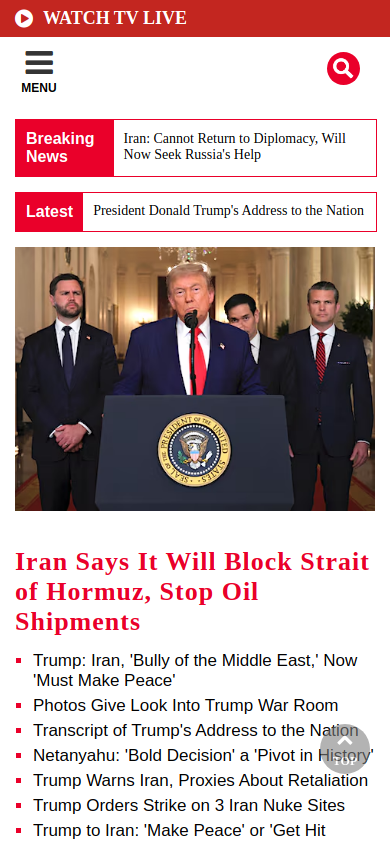 WATCH TV LIVE
MENU
Breaking
News
Iran: Cannot Return to Diplomacy, Will
Now Seek Russia's Help
Latest
President Donald Trump's Address to the Nation
SEAL OF THE PRESIDENT OF THE UNITED STATES
Iran Says It Will Block Strait
of Hormuz, Stop Oil
Shipments
Trump: Iran, 'Bully of the Middle East,' Now
'Must Make Peace'
Photos Give Look Into Trump War Room
Transcript of Trump's Address to the Nation
Netanyahu: 'Bold Decision' a 'Pivot in History'
TOP
Trump Warns Iran, Proxies About Retaliation
Trump Orders Strike on 3 Iran Nuke Sites
Trump to Iran: 'Make Peace' or 'Get Hit